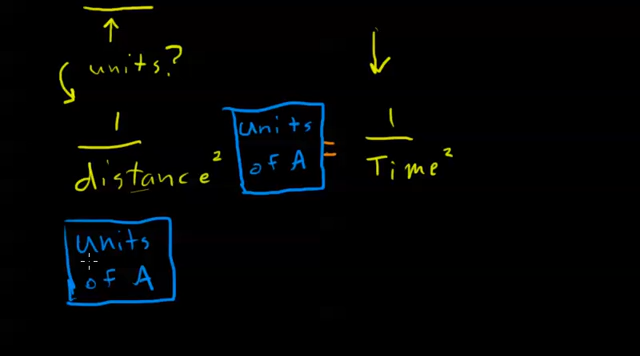 units?
1
distance²
units
of A
=
1
Time²
units
of A